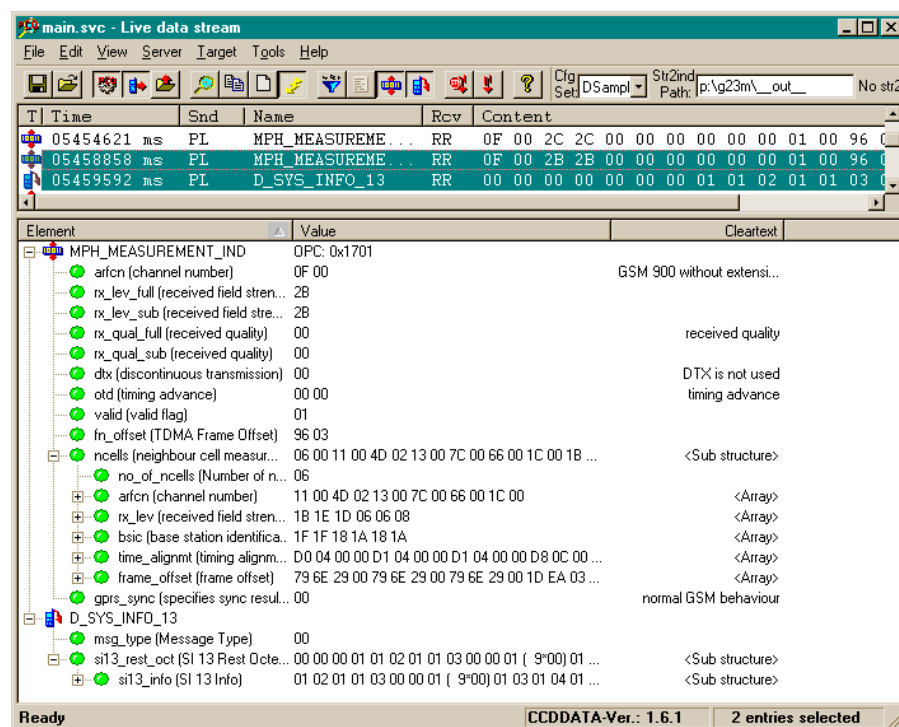 main.svc - Live data stream
File Edit View Server Target Tools Help
Cfg Set: DSampl Str2ind Path: p:\g23m\__out__ No str2
T Time Snd Name Rcv Content
05454621 ms PL MPH_MEASUREME... RR 0F 00 2C 2C 00 00 00 00 00 00 01 00 96
05458858 ms PL MPH_MEASUREME... RR 0F 00 2B 2B 00 00 00 00 00 00 01 00 96
05459592 ms PL D_SYS_INFO_13 RR 00 00 00 00 00 00 00 01 01 02 01 01 03
Element Value Cleartext
MPH_MEASUREMENT_IND OPC: 0x1701
arfcn (channel number) 0F 00 GSM 900 without extensi...
rx_lev_full (received field stren... 2B
rx_lev_sub (received field stre... 2B
rx_qual_full (received quality) 00 received quality
rx_qual_sub (received quality) 00
dtx (discontinuous transmission) 00 DTX is not used
otd (timing advance) 00 00 timing advance
valid (valid flag) 01
fn_offset (TDMA Frame Offset) 96 03
ncells (neighbour cell measur... 06 00 11 00 4D 02 13 00 7C 00 66 00 1C 00 1B ... <Sub structure>
no_of_ncells (Number of n... 06
arfcn (channel number) 11 00 4D 02 13 00 7C 00 66 00 1C 00 <Array>
rx_lev (received field stren... 1B 1E 1D 06 06 08 <Array>
bsic (base station identifica... 1F 1F 18 1A 18 1A <Array>
time_alignmt (timing alignm... D0 04 00 00 D1 04 00 00 D1 04 00 00 D8 0C 00 ... <Array>
frame_offset (frame offset) 79 6E 29 00 79 6E 29 00 79 6E 29 00 1D EA 03 ... <Array>
gprs_sync (specifies sync resul... 00 normal GSM behaviour
D_SYS_INFO_13
msg_type (Message Type) 00
si13_rest_oct (SI 13 Rest Octe... 00 00 00 01 01 02 01 01 03 00 00 01 ( 9*00) 01 ... <Sub structure>
si13_info (SI 13 Info) 01 02 01 01 03 00 00 01 ( 9*00) 01 03 01 04 01 ... <Sub structure>
Ready CCDDATA-Ver.: 1.6.1 2 entries selected